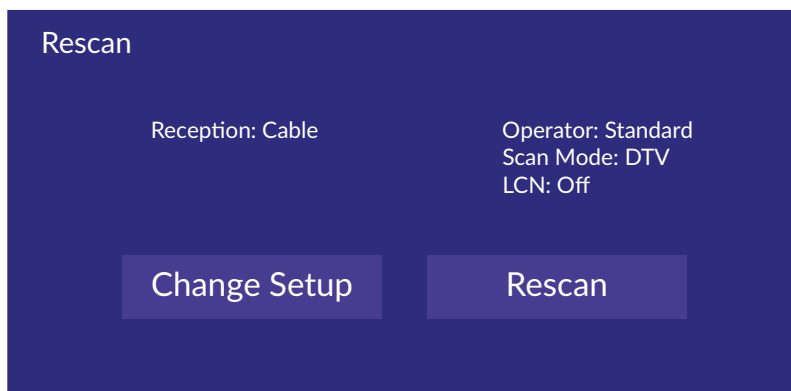 Rescan
Reception: Cable
Operator: Standard
Scan Mode: DTV
LCN: Off
Change Setup
Rescan